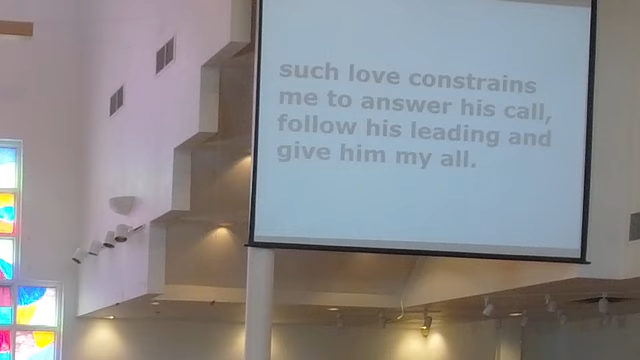 such love constrains
me to answer his call,
follow his leading and
give him my all.